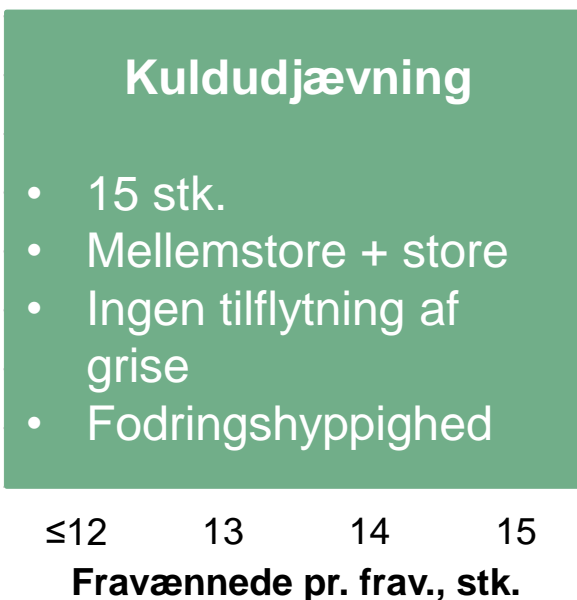 Kuldudjævning
• 15 stk.
• Mellemstore + store
• Ingen tilflytning af
grise
• Fodringshyppighed
≤12 13 14 15
Fravænnede pr. frav., stk.